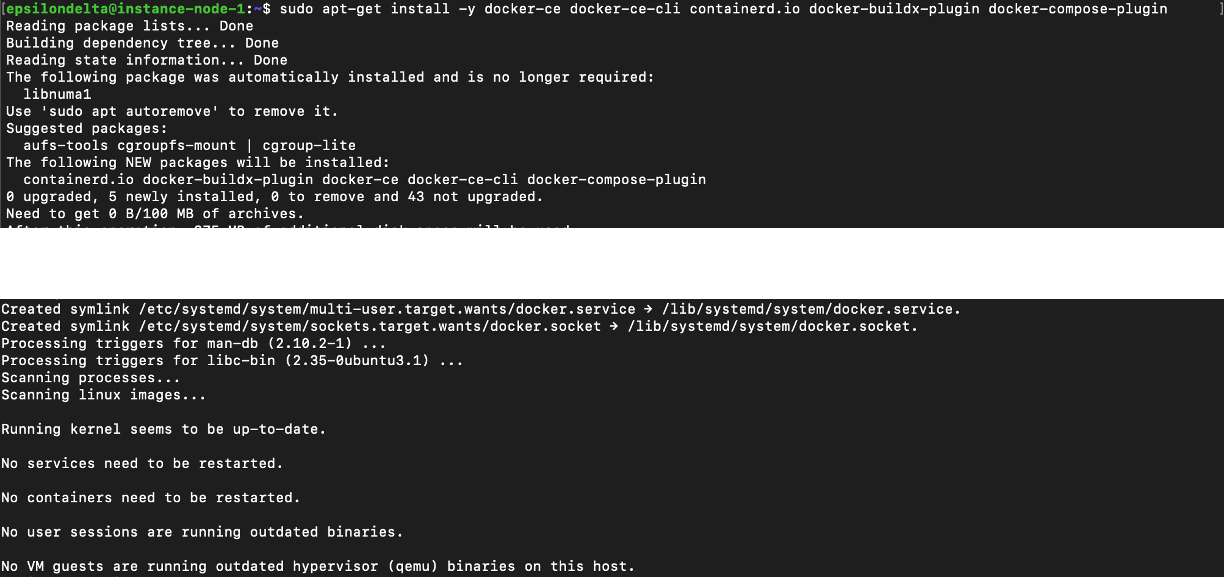 [epsilondelta@instance-node-1:~$ sudo apt-get install -y docker-ce docker-ce-cli containerd.io docker-buildx-plugin docker-compose-plugin ]
Reading package lists... Done
Building dependency tree... Done
Reading state information... Done
The following package was automatically installed and is no longer required:
  libnuma1
Use 'sudo apt autoremove' to remove it.
Suggested packages:
  aufs-tools cgroupfs-mount | cgroup-lite
The following NEW packages will be installed:
  containerd.io docker-buildx-plugin docker-ce docker-ce-cli docker-compose-plugin
0 upgraded, 5 newly installed, 0 to remove and 43 not upgraded.
Need to get 0 B/100 MB of archives.
Created symlink /etc/systemd/system/multi-user.target.wants/docker.service → /lib/systemd/system/docker.service.
Created symlink /etc/systemd/system/sockets.target.wants/docker.socket → /lib/systemd/system/docker.socket.
Processing triggers for man-db (2.10.2-1) ...
Processing triggers for libc-bin (2.35-0ubuntu3.1) ...
Scanning processes...
Scanning linux images...
Running kernel seems to be up-to-date.
No services need to be restarted.
No containers need to be restarted.
No user sessions are running outdated binaries.
No VM guests are running outdated hypervisor (qemu) binaries on this host.